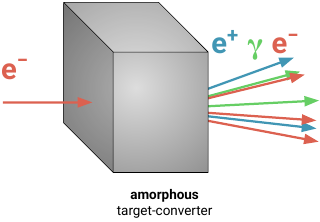 e⁺ γ e⁻
e⁻
amorphous
target-converter